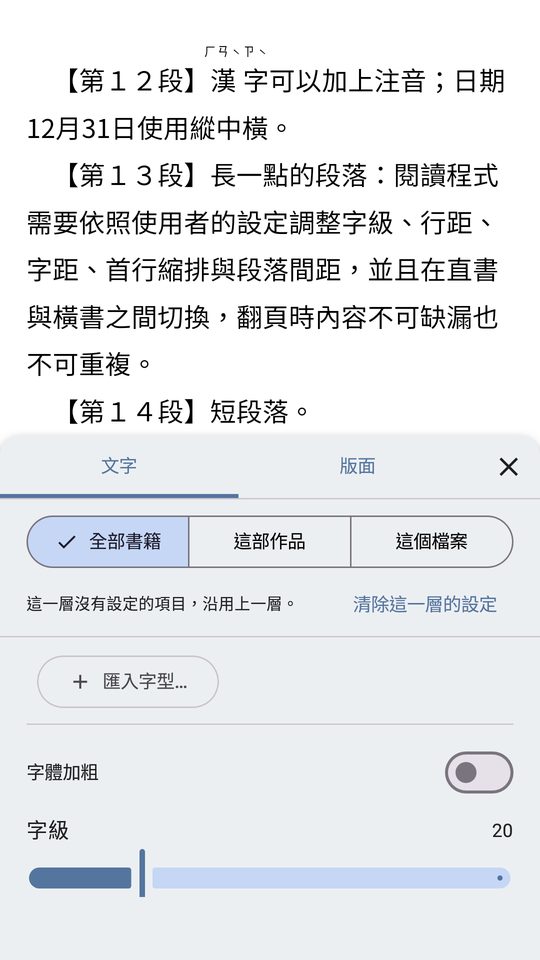 ㄏㄢˋㄗˋ
【第１２段】漢字可以加上注音；日期
12月31日使用縱中橫。
【第１３段】長一點的段落：閱讀程式
需要依照使用者的設定調整字級、行距、
字距、首行縮排與段落間距，並且在直書
與橫書之間切換，翻頁時內容不可缺漏也
不可重複。
【第１４段】短段落。
文字
版面
全部書籍
這部作品
這個檔案
這一層沒有設定的項目，沿用上一層。
清除這一層的設定
匯入字型…
字體加粗
字級
20